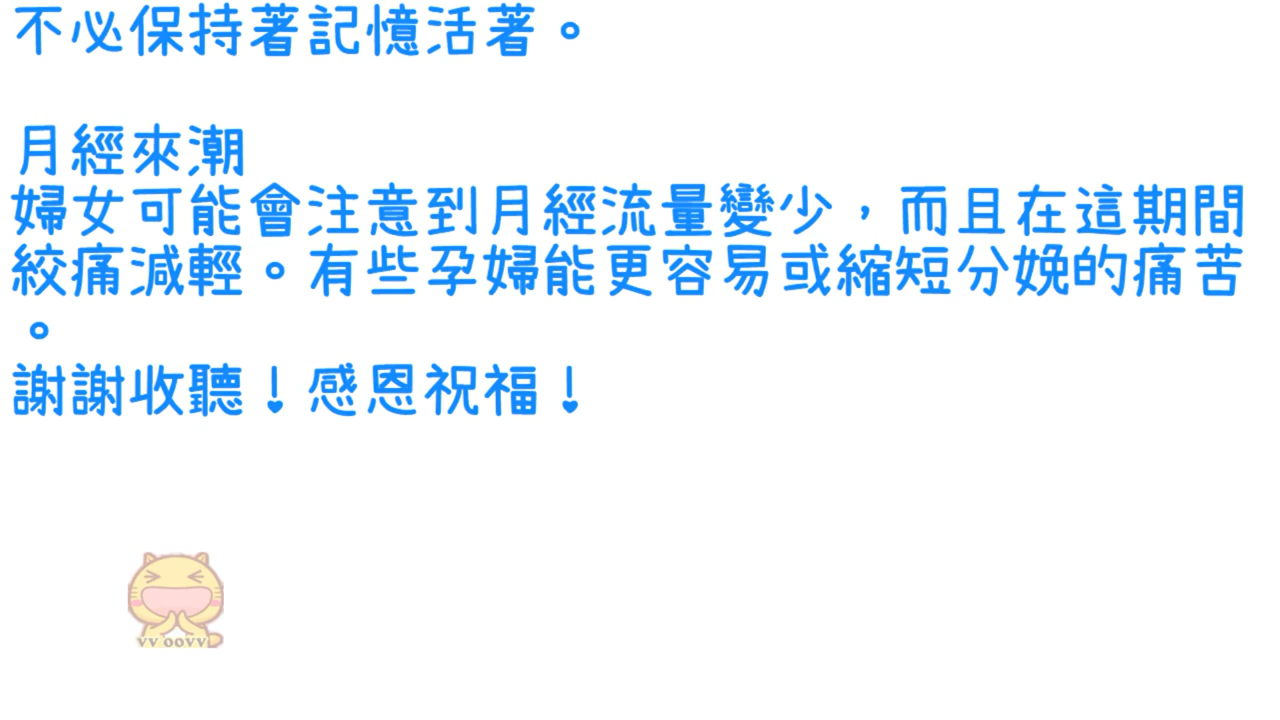 不必保持著記憶活著。
月經來潮
婦女可能會注意到月經流量變少，而且在這期間
絞痛減輕。有些孕婦能更容易或縮短分娩的痛苦
。
謝謝收聽！感恩祝福！
vv oovv